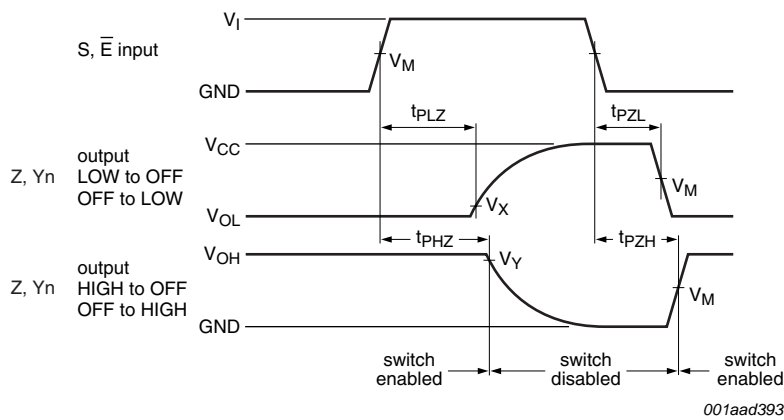 V_I
S, E̅ input
V_M
GND
t_PLZ
t_PZL
V_CC
Z, Yn
output
LOW to OFF
OFF to LOW
V_M
V_X
V_OL
t_PHZ
t_PZH
V_OH
V_Y
Z, Yn
output
HIGH to OFF
OFF to HIGH
V_M
GND
switch
enabled
switch
disabled
switch
enabled
001aad393